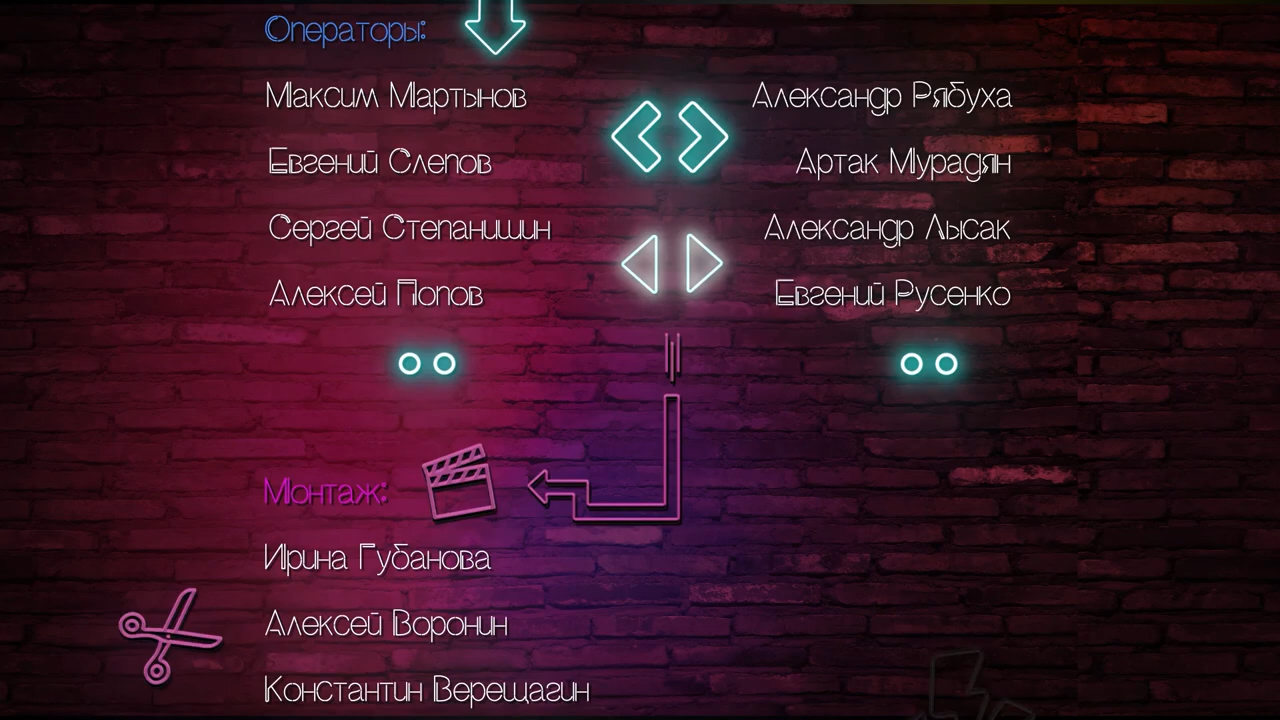 Операторы:
Максим Мартынов
Александр Рябуха
Евгений Слепов
Артак Мурадян
Сергей Степанишин
Александр Лысак
Алексей Попов
Евгений Русенко
Монтаж:
Ирина Губанова
Алексей Воронин
Константин Верещагин